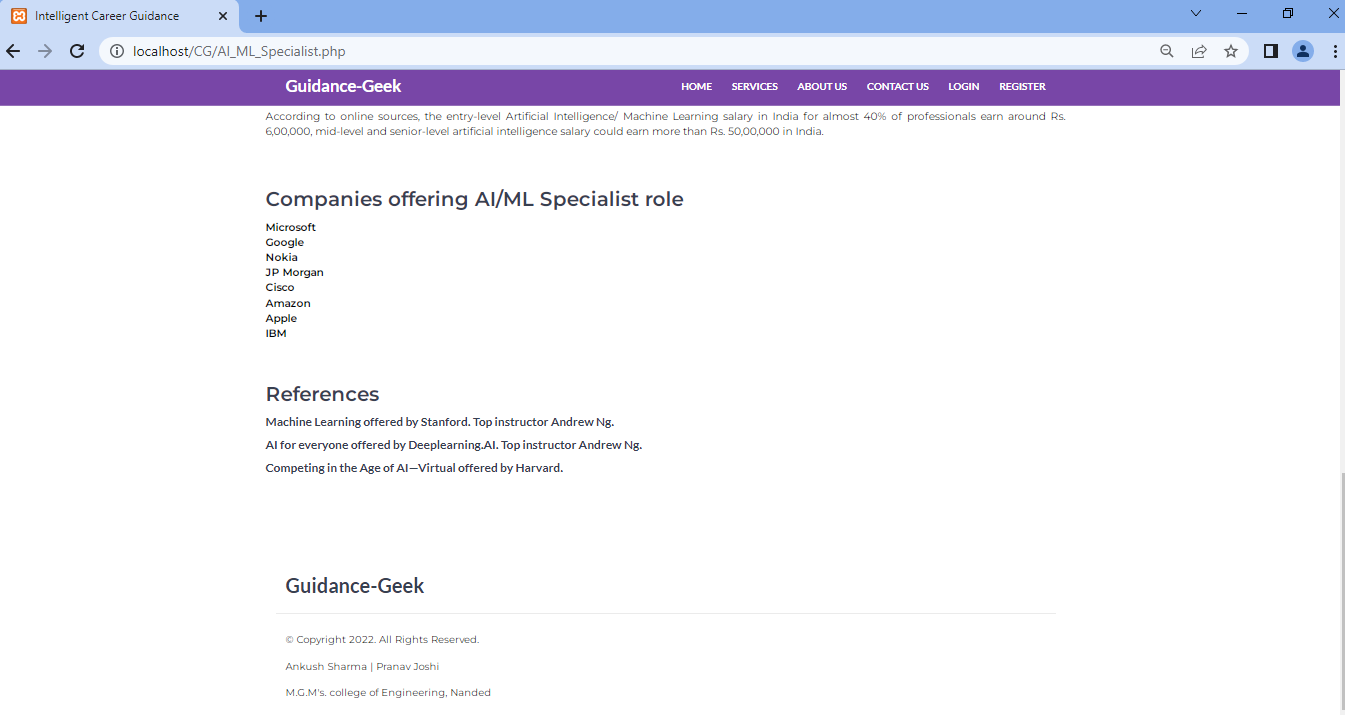 Intelligent Career Guidance
localhost/CG/AI_ML_Specialist.php
Guidance-Geek HOME SERVICES ABOUT US CONTACT US LOGIN REGISTER
According to online sources, the entry-level Artificial Intelligence/ Machine Learning salary in India for almost 40% of professionals earn around Rs.
6,00,000, mid-level and senior-level artificial intelligence salary could earn more than Rs. 50,00,000 in India.
Companies offering AI/ML Specialist role
Microsoft
Google
Nokia
JP Morgan
Cisco
Amazon
Apple
IBM
References
Machine Learning offered by Stanford. Top instructor Andrew Ng.
AI for everyone offered by Deeplearning.AI. Top instructor Andrew Ng.
Competing in the Age of AI—Virtual offered by Harvard.
Guidance-Geek
© Copyright 2022. All Rights Reserved.
Ankush Sharma | Pranav Joshi
M.G.M's. college of Engineering, Nanded